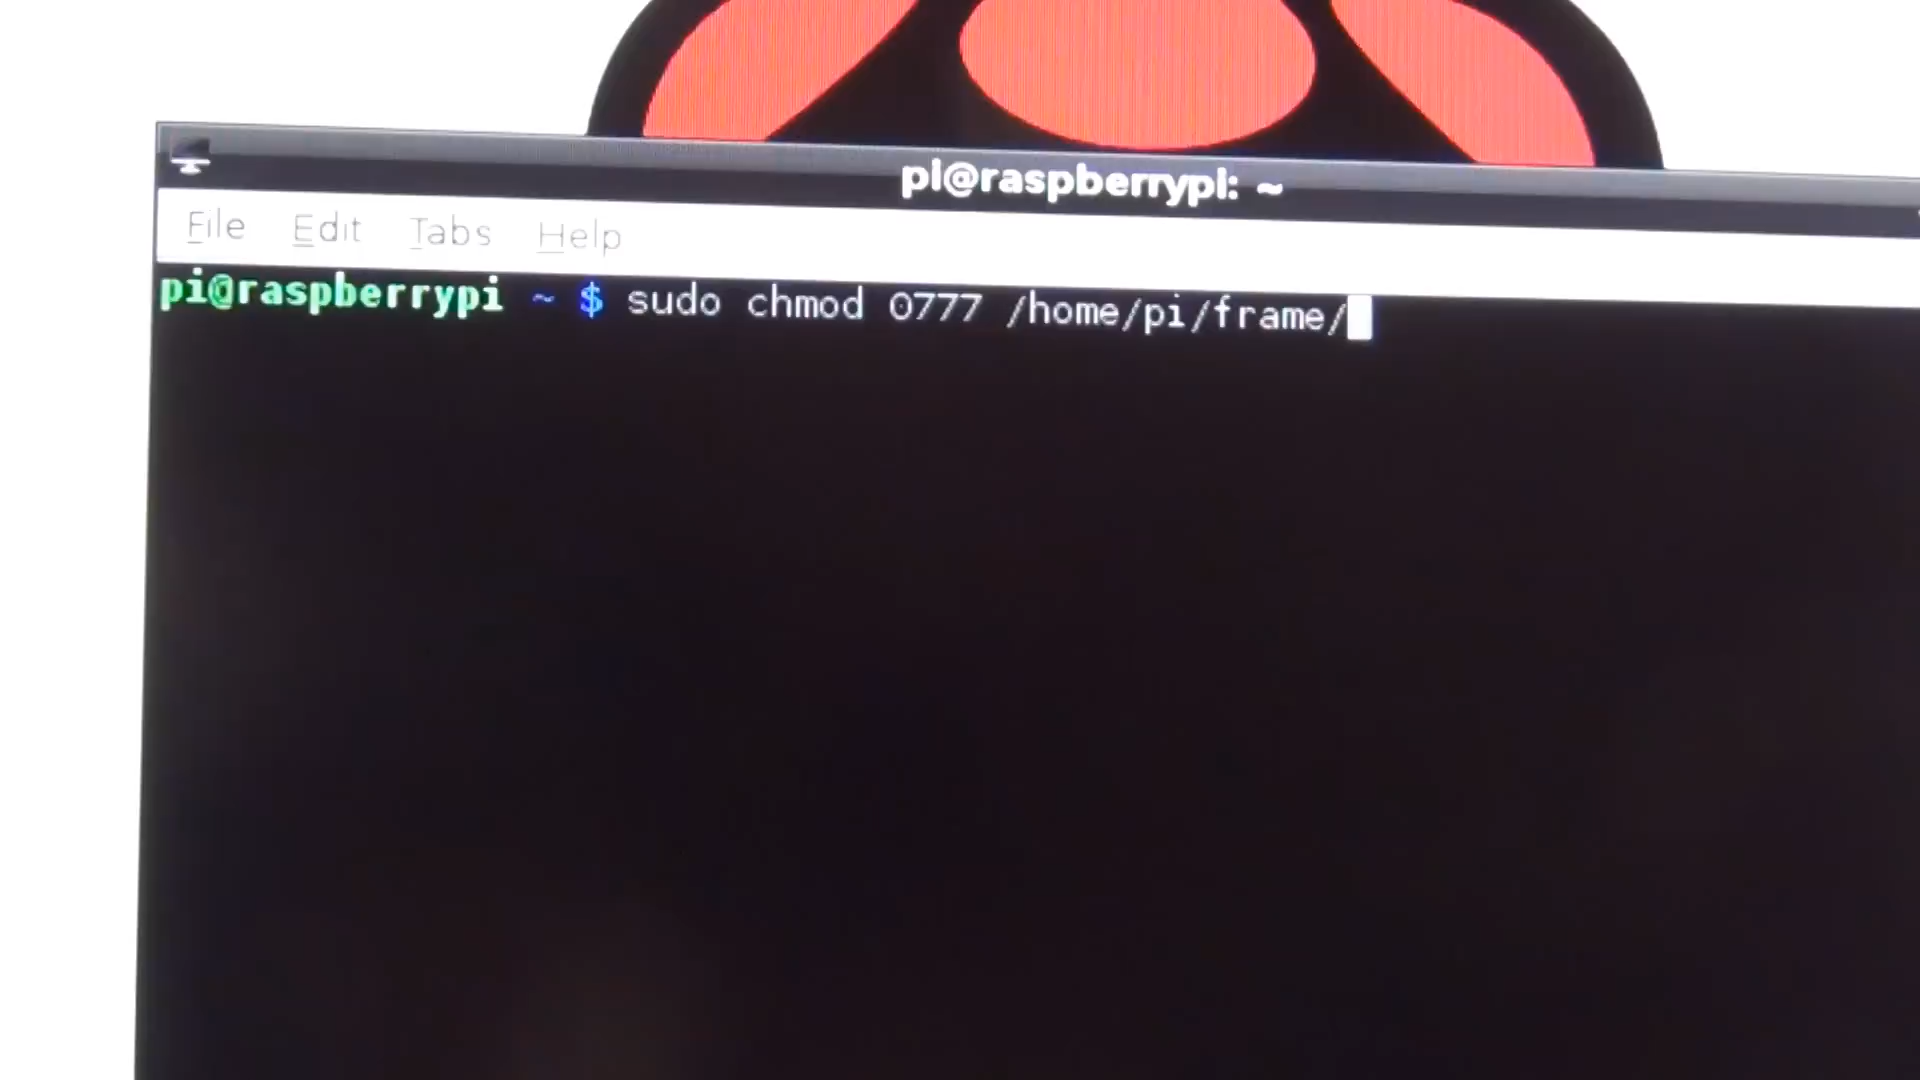 pi@raspberrypi: ~
File Edit Tabs Help
pi@raspberrypi ~ $ sudo chmod 0777 /home/pi/frame/